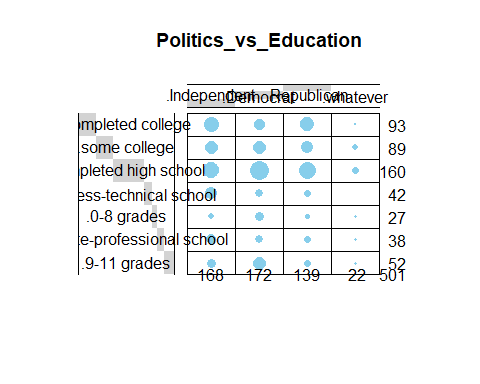 Politics_vs_Education
.Independent .Democrat .Republican .whatever
ompleted college 93
.some college 89
pleted high school 160
ess-technical school 42
.0-8 grades 27
te-professional school 38
.9-11 grades 52
168 172 139 22 501